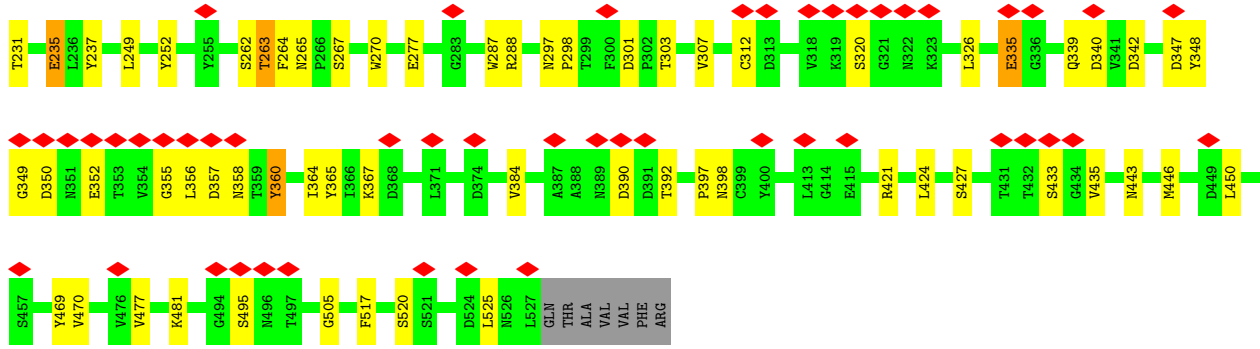 T231 E235 L236 Y237 L249 Y252 Y255 S262 T263 F264 N265 P266 S267 W270 E277 G283 W287 R288 N297 P298 T299 F300 D301 P302 T303 V307 C312 D313 V318 K319 S320 G321 N322 K323 L326 E335 G336 Q339 D340 V341 D342 D347 Y348
G349 D350 N351 E352 T353 V354 G355 L356 D357 N358 T359 Y360 I364 Y365 I366 K367 D368 L371 D374 V384 A387 A388 N389 D390 D391 T392 P397 N398 C399 Y400 L413 G414 E415 R421 L424 S427 T431 T432 S433 G434 V435 N443 M446 D449 L450
S457 Y469 V470 V476 V477 K481 G494 S495 N496 T497 G505 F517 S520 S521 D524 L525 N526 L527 GLN THR ALA VAL VAL PHE ARG